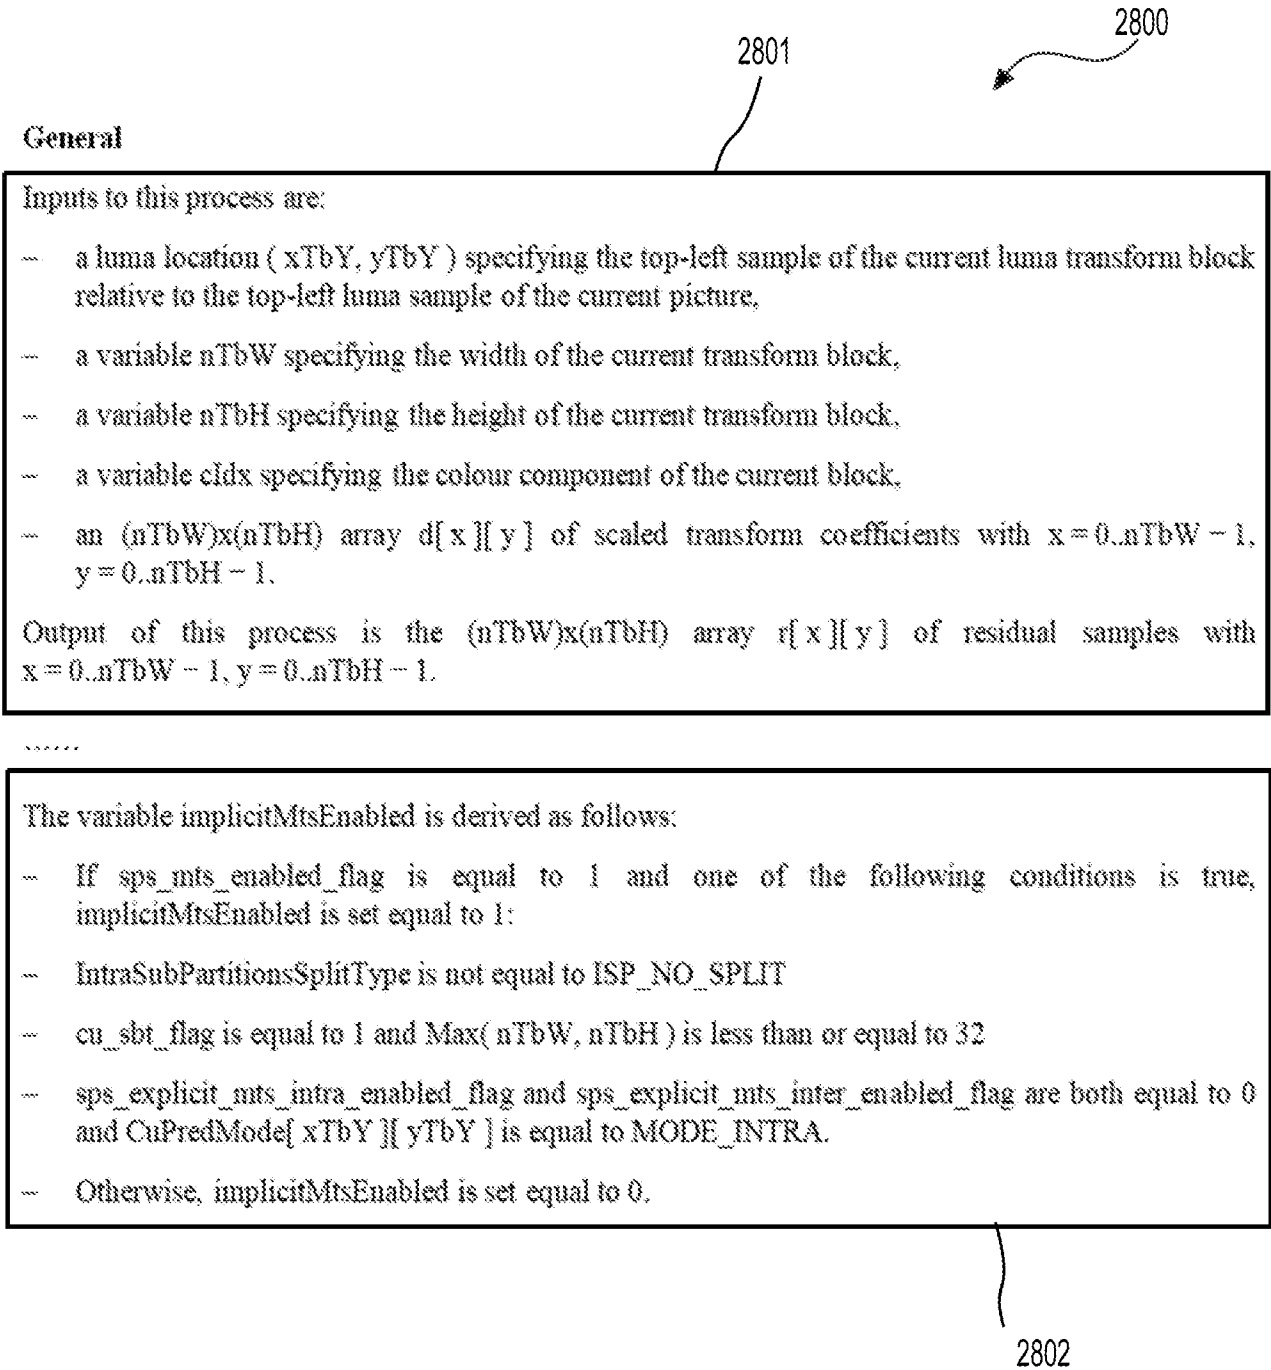 2800
2801
General
Inputs to this process are:
– a luma location ( xTbY, yTbY ) specifying the top-left sample of the current luma transform block
relative to the top-left luma sample of the current picture,
– a variable nTbW specifying the width of the current transform block,
– a variable nTbH specifying the height of the current transform block,
– a variable cIdx specifying the colour component of the current block,
– an (nTbW)x(nTbH) array d[ x ][ y ] of scaled transform coefficients with x = 0..nTbW − 1,
y = 0..nTbH − 1.
Output of this process is the (nTbW)x(nTbH) array r[ x ][ y ] of residual samples with
x = 0..nTbW − 1, y = 0..nTbH − 1.
......
The variable implicitMtsEnabled is derived as follows:
– If sps_mts_enabled_flag is equal to 1 and one of the following conditions is true,
implicitMtsEnabled is set equal to 1:
– IntraSubPartitionsSplitType is not equal to ISP_NO_SPLIT
– cu_sbt_flag is equal to 1 and Max( nTbW, nTbH ) is less than or equal to 32
– sps_explicit_mts_intra_enabled_flag and sps_explicit_mts_inter_enabled_flag are both equal to 0
and CuPredMode[ xTbY ][ yTbY ] is equal to MODE_INTRA.
– Otherwise, implicitMtsEnabled is set equal to 0.
2802